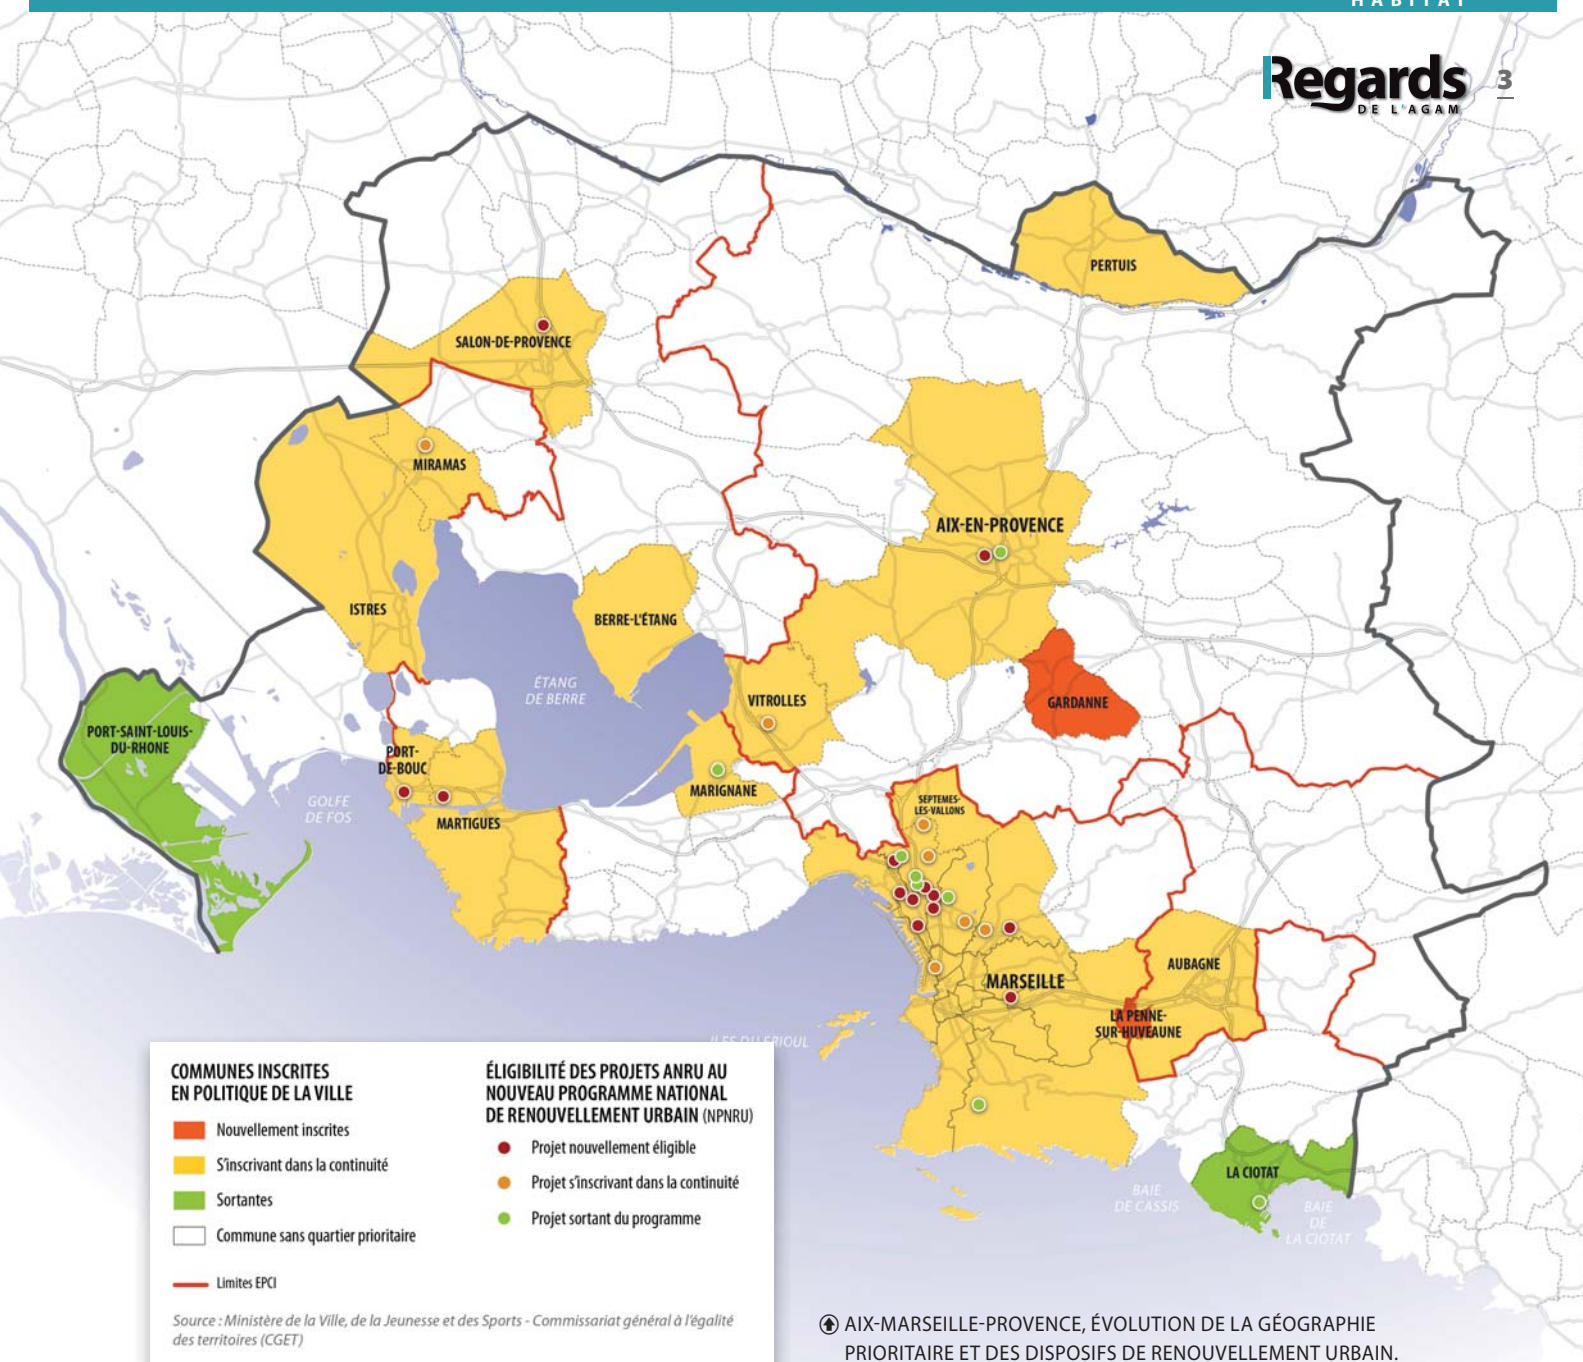 HABITAT
Regards
DE L'AGAM
3
PERTUIS
SALON-DE-PROVENCE
MIRAMAS
AIX-EN-PROVENCE
ISTRES
BERRE-L'ÉTANG
ÉTANG
DE BERRE
VITROLLES
GARDANNE
PORT-SAINT-LOUIS-
DU-RHONE
PORT-
DE-BOUC
GOLFE
DE FOS
MARIGNANE
MARTIGUES
SEPTEMES-
LES-VALLONS
AUBAGNE
MARSEILLE
LA PENNE-
SUR-HUVEAUNE
ILES DU FRIOUL
LA CIOTAT
BAIE
DE CASSIS
BAIE
DE
LA CIOTAT
COMMUNES INSCRITES
EN POLITIQUE DE LA VILLE
Nouvellement inscrites
S'inscrivant dans la continuité
Sortantes
Commune sans quartier prioritaire
Limites EPCI
ÉLIGIBILITÉ DES PROJETS ANRU AU
NOUVEAU PROGRAMME NATIONAL
DE RENOUVELLEMENT URBAIN (NPNRU)
Projet nouvellement éligible
Projet s'inscrivant dans la continuité
Projet sortant du programme
Source : Ministère de la Ville, de la Jeunesse et des Sports - Commissariat général à l'égalité
des territoires (CGET)
AIX-MARSEILLE-PROVENCE, ÉVOLUTION DE LA GÉOGRAPHIE
PRIORITAIRE ET DES DISPOSIFS DE RENOUVELLEMENT URBAIN.